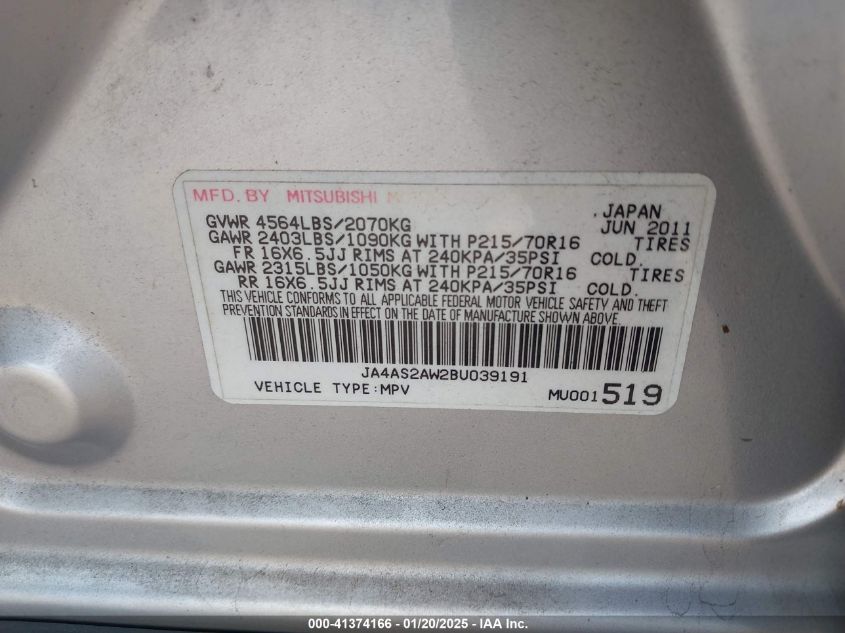 MFD. BY MITSUBISHI
JAPAN
GVWR 4564LBS/2070KG JUN 2011
GAWR 2403LBS/1090KG WITH P215/70R16 TIRES
FR 16X6.5JJ RIMS AT 240KPA/35PSI COLD.
GAWR 2315LBS/1050KG WITH P215/70R16 TIRES
RR 16X6.5JJ RIMS AT 240KPA/35PSI COLD.
THIS VEHICLE CONFORMS TO ALL APPLICABLE FEDERAL MOTOR VEHICLE SAFETY AND THEFT
PREVENTION STANDARDS IN EFFECT ON THE DATE OF MANUFACTURE SHOWN ABOVE.
JA4AS2AW2BU039191
VEHICLE TYPE:MPV MU001 519
000-41374166 — 01/20/2025 — IAA Inc.